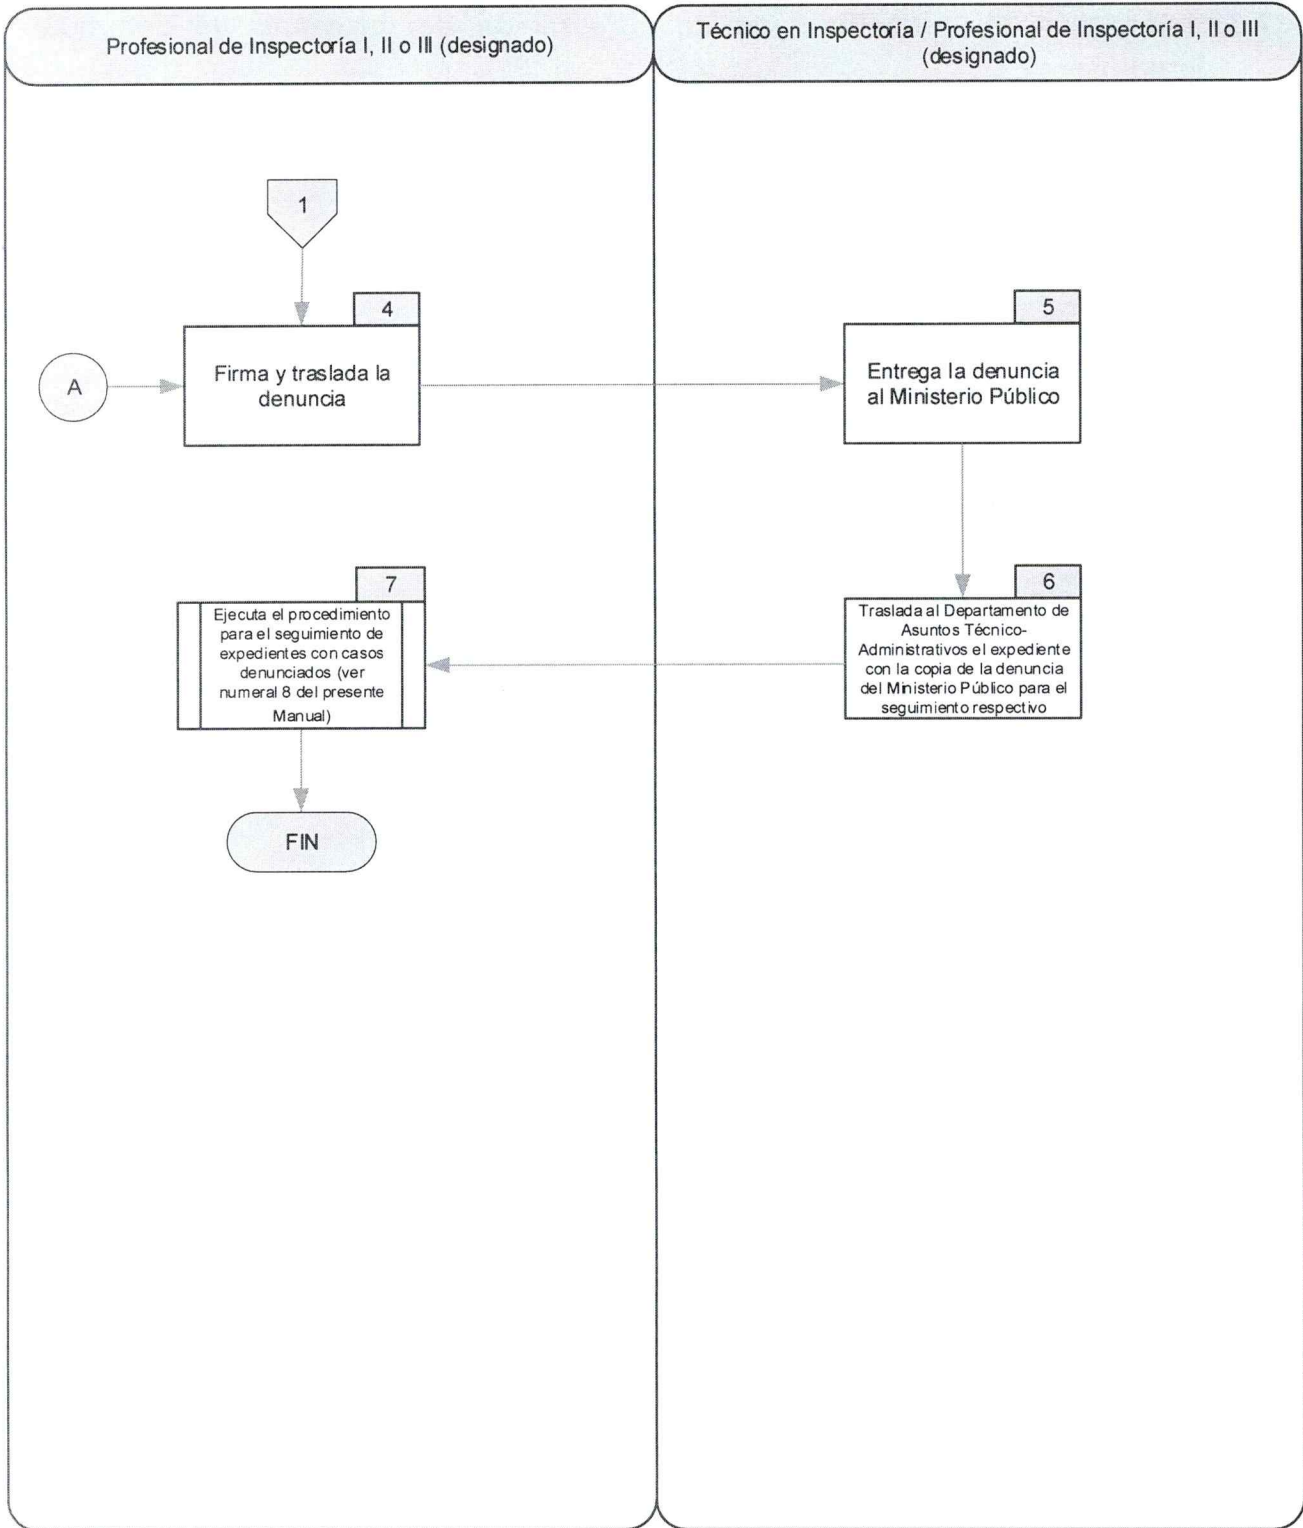 Profesional de Inspectoría I, II o III (designado)
Técnico en Inspectoría / Profesional de Inspectoría I, II o III
(designado)
1
4
Firma y traslada la
denuncia
A
5
Entrega la denuncia
al Ministerio Público
6
Traslada al Departamento de
Asuntos Técnico-
Administrativos el expediente
con la copia de la denuncia
del Ministerio Público para el
seguimiento respectivo
7
Ejecuta el procedimiento
para el seguimiento de
expedientes con casos
denunciados (ver
numeral 8 del presente
Manual)
FIN